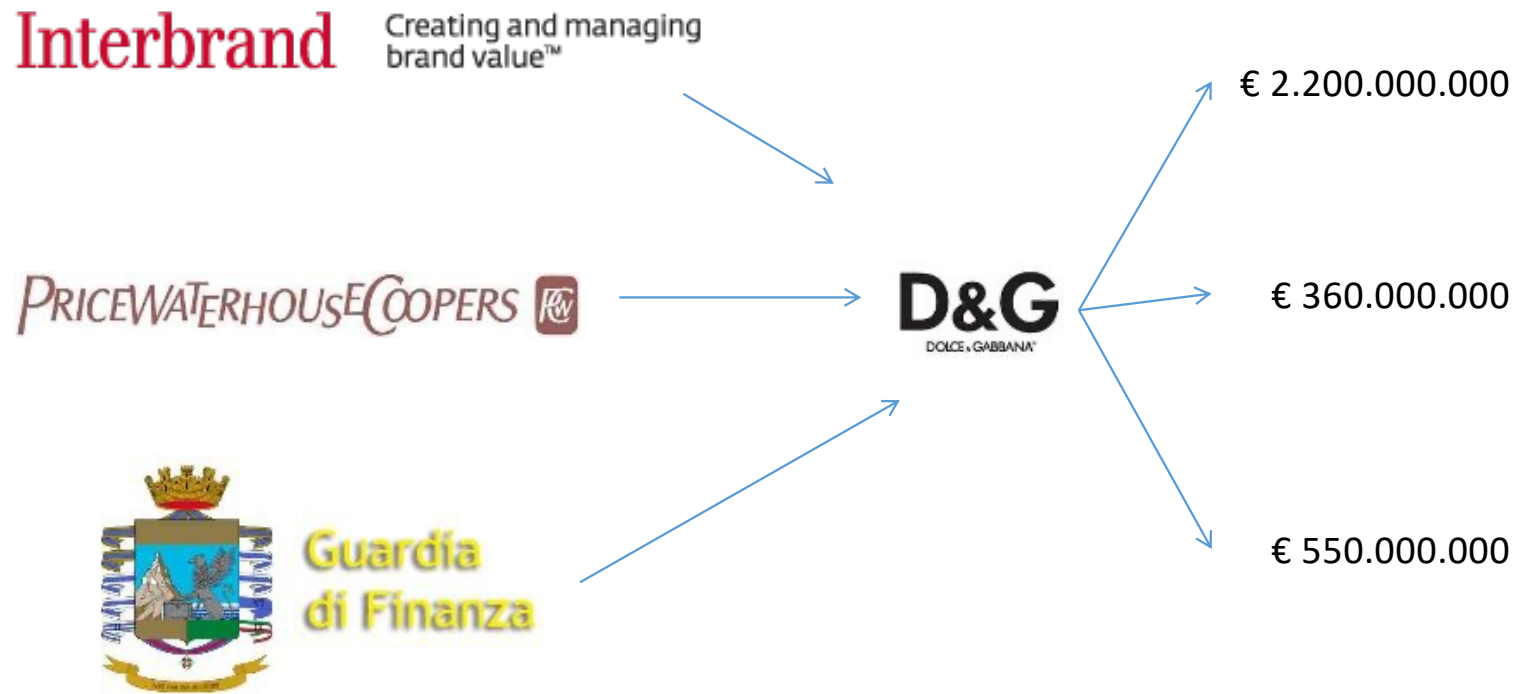 Interbrand
Creating and managing
brand value™
€ 2.200.000.000
PRICEWATERHOUSECOOPERS PwC
D&G
DOLCE & GABBANA
€ 360.000.000
Guardia
di Finanza
€ 550.000.000